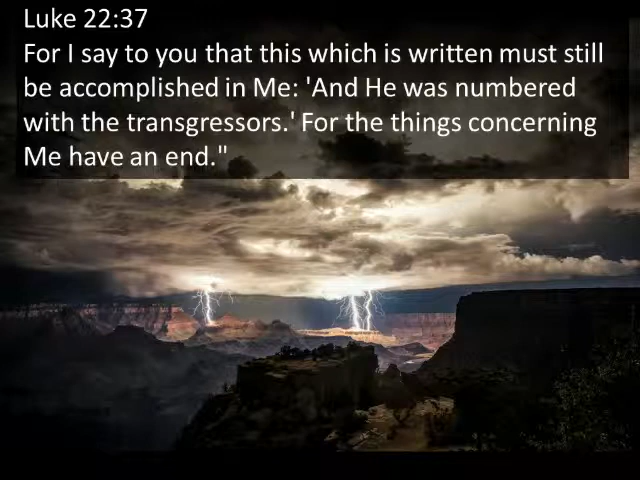 Luke 22:37
For I say to you that this which is written must still
be accomplished in Me: 'And He was numbered
with the transgressors.' For the things concerning
Me have an end."